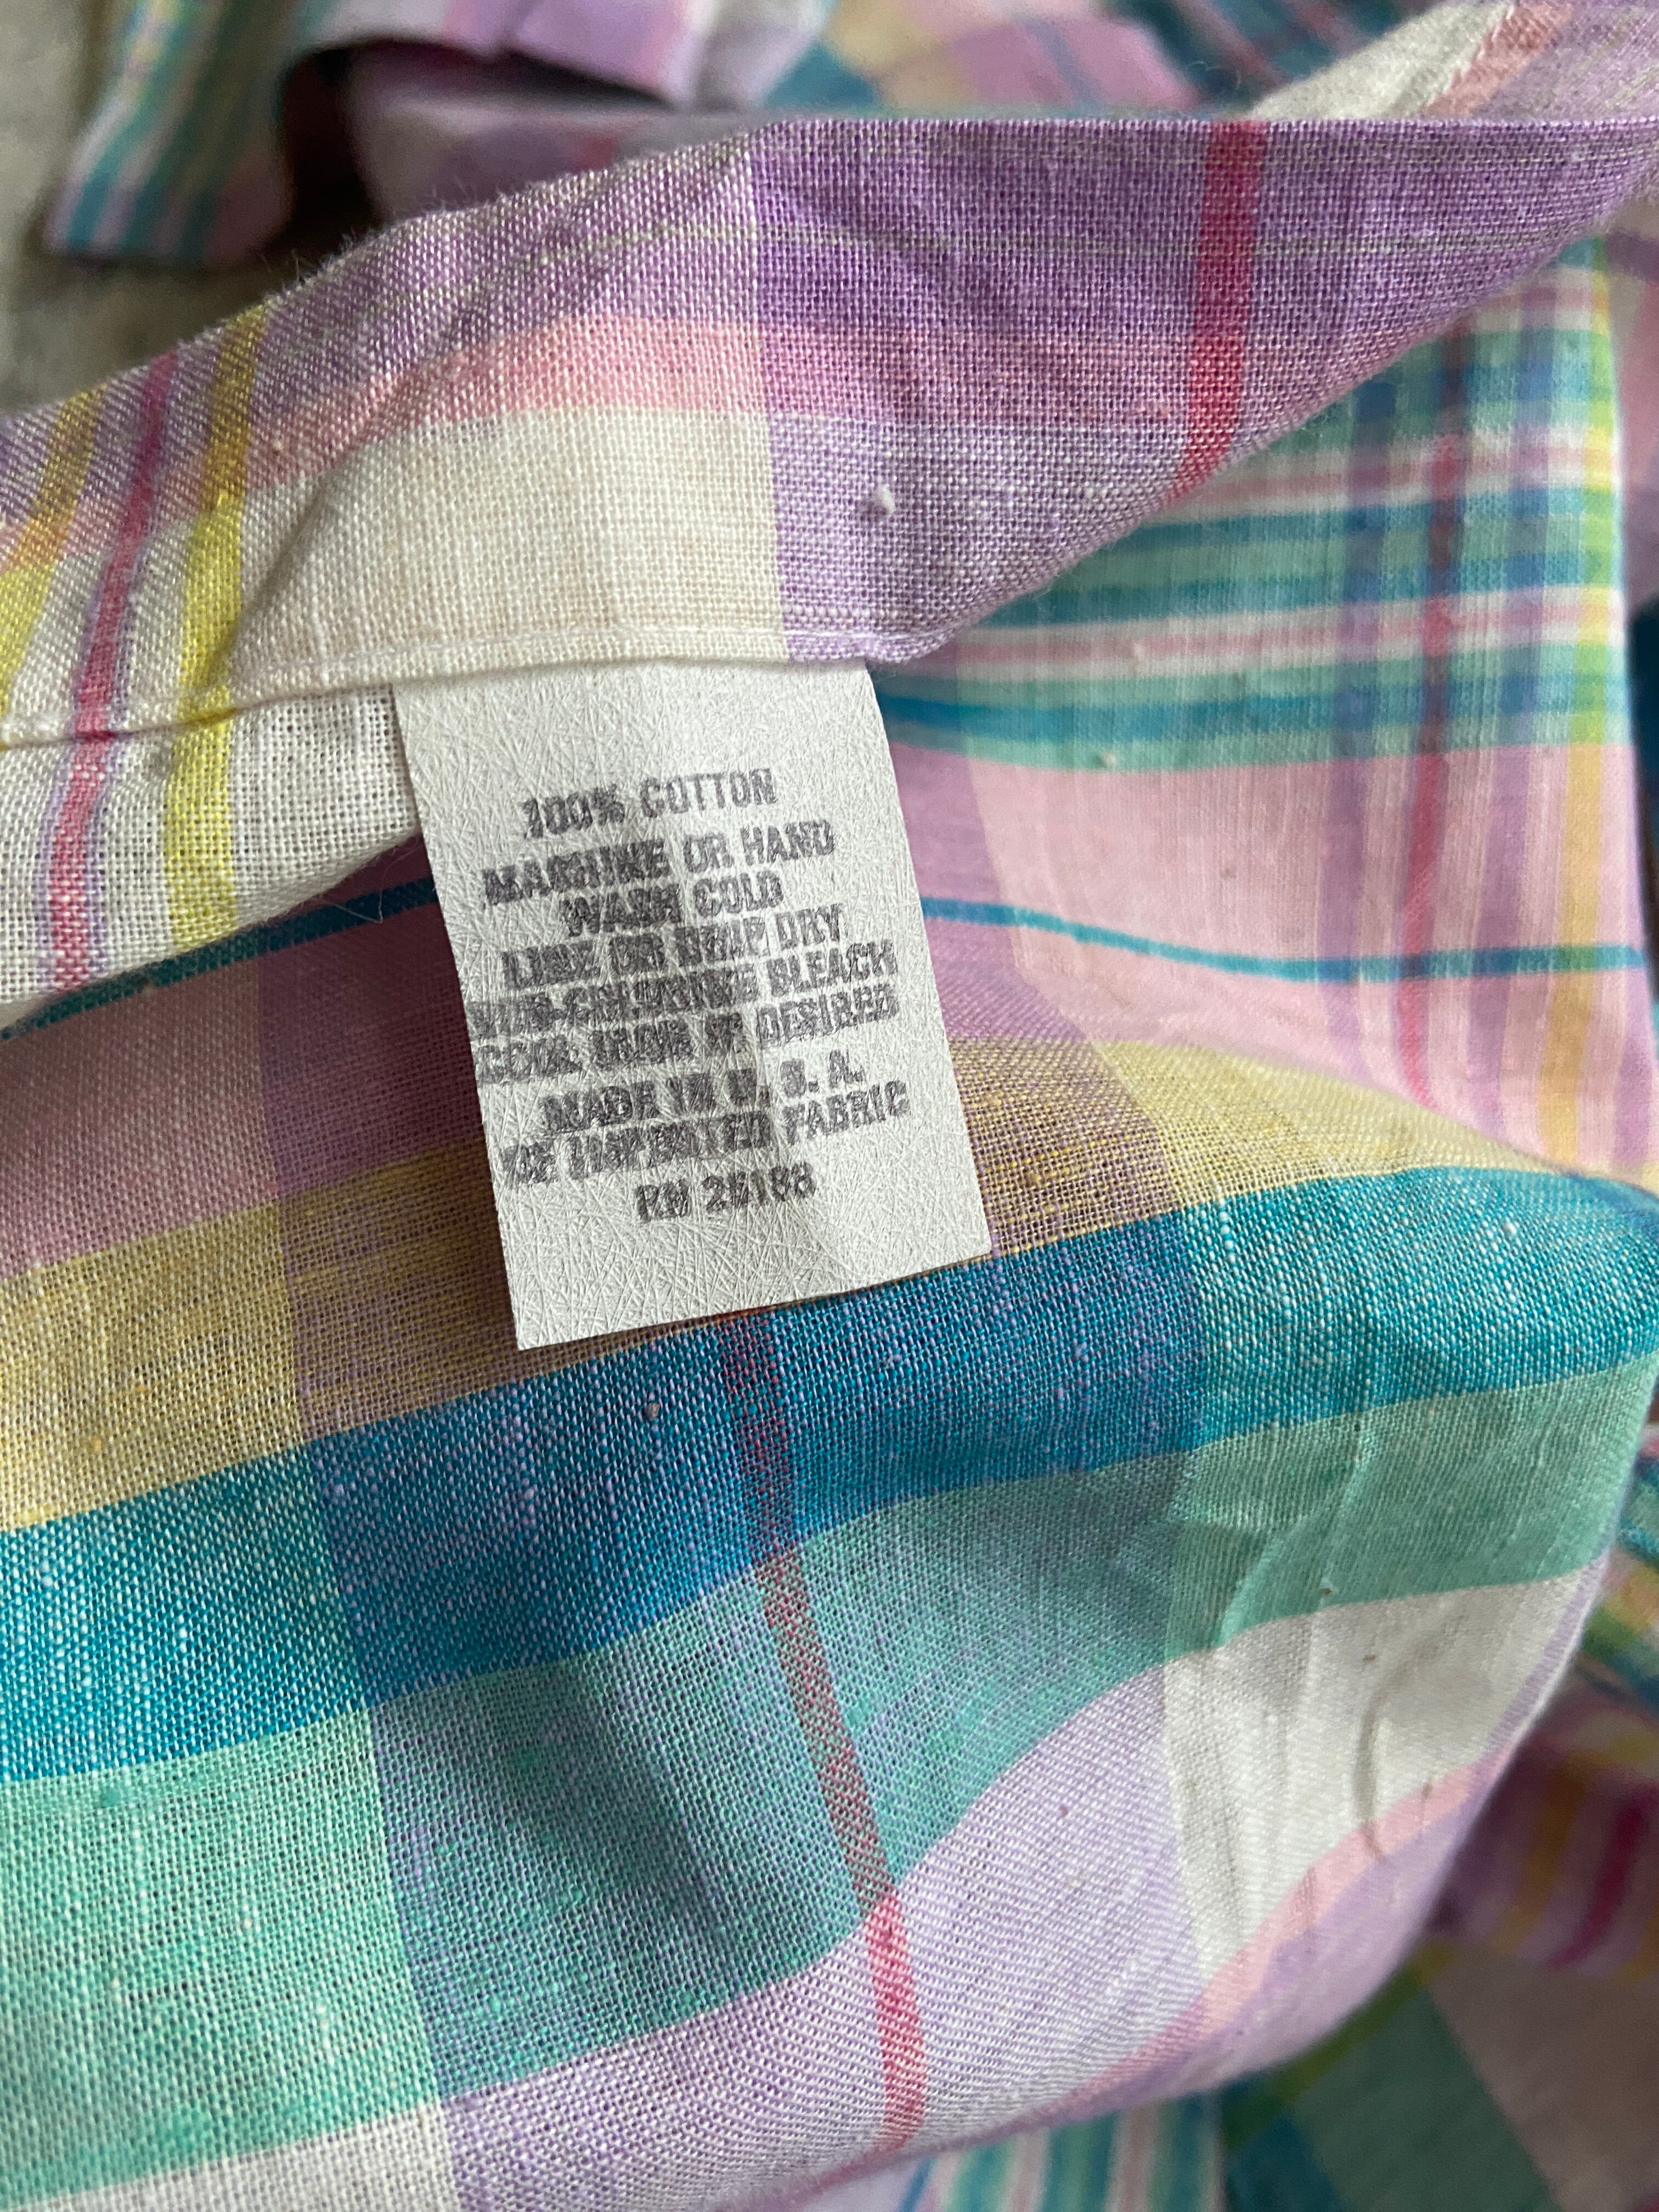 100% COTTON
MACHINE OR HAND
WASH COLD
LINE OR DRIP DRY
NON-CHLORINE BLEACH
COOL IRON IF DESIRED
MADE IN U. S. A.
OF IMPORTED FABRIC
RN